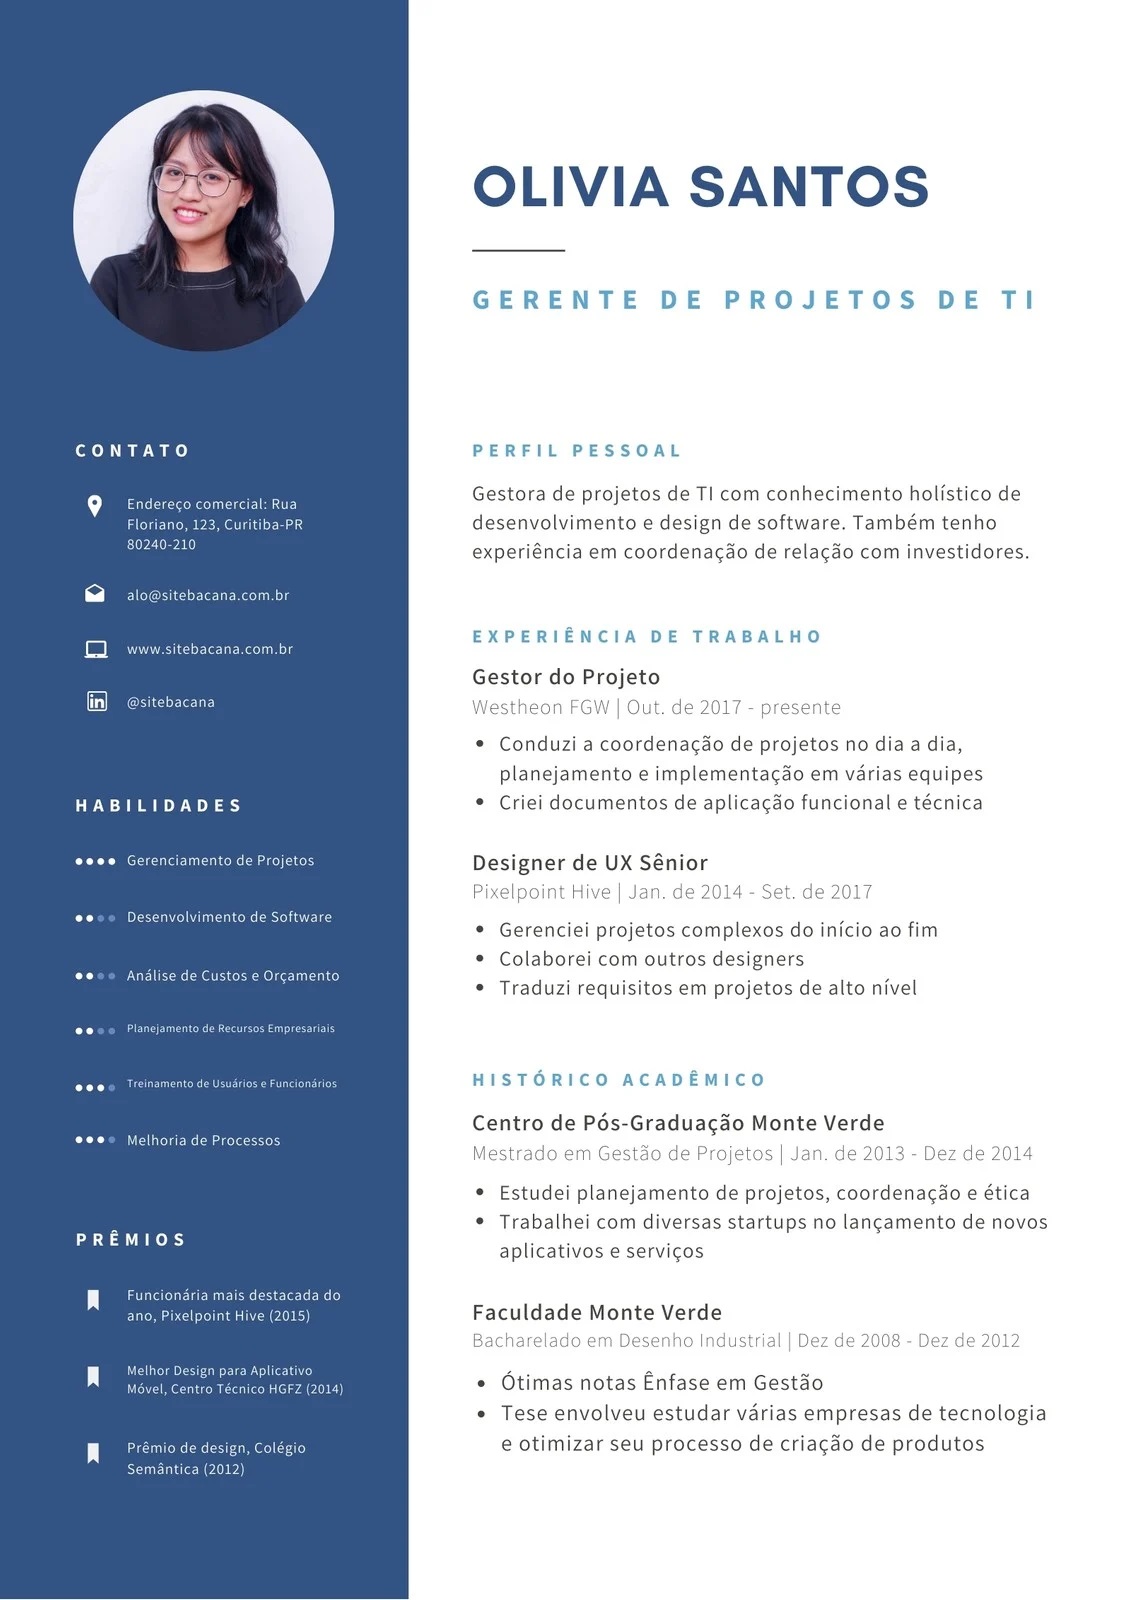 OLIVIA SANTOS
GERENTE DE PROJETOS DE TI
CONTATO
Endereço comercial: Rua
Floriano, 123, Curitiba-PR
80240-210
alo@sitebacana.com.br
www.sitebacana.com.br
@sitebacana
HABILIDADES
Gerenciamento de Projetos
Desenvolvimento de Software
Análise de Custos e Orçamento
Planejamento de Recursos Empresariais
Treinamento de Usuários e Funcionários
Melhoria de Processos
PRÊMIOS
Funcionária mais destacada do
ano, Pixelpoint Hive (2015)
Melhor Design para Aplicativo
Móvel, Centro Técnico HGFZ (2014)
Prêmio de design, Colégio
Semântica (2012)
PERFIL PESSOAL
Gestora de projetos de TI com conhecimento holístico de
desenvolvimento e design de software. Também tenho
experiência em coordenação de relação com investidores.
EXPERIÊNCIA DE TRABALHO
Gestor do Projeto
Westheon FGW | Out. de 2017 - presente
• Conduzi a coordenação de projetos no dia a dia,
planejamento e implementação em várias equipes
• Criei documentos de aplicação funcional e técnica
Designer de UX Sênior
Pixelpoint Hive | Jan. de 2014 - Set. de 2017
• Gerenciei projetos complexos do início ao fim
• Colaborei com outros designers
• Traduzi requisitos em projetos de alto nível
HISTÓRICO ACADÊMICO
Centro de Pós-Graduação Monte Verde
Mestrado em Gestão de Projetos | Jan. de 2013 - Dez de 2014
• Estudei planejamento de projetos, coordenação e ética
• Trabalhei com diversas startups no lançamento de novos
aplicativos e serviços
Faculdade Monte Verde
Bacharelado em Desenho Industrial | Dez de 2008 - Dez de 2012
• Ótimas notas Ênfase em Gestão
• Tese envolveu estudar várias empresas de tecnologia
e otimizar seu processo de criação de produtos